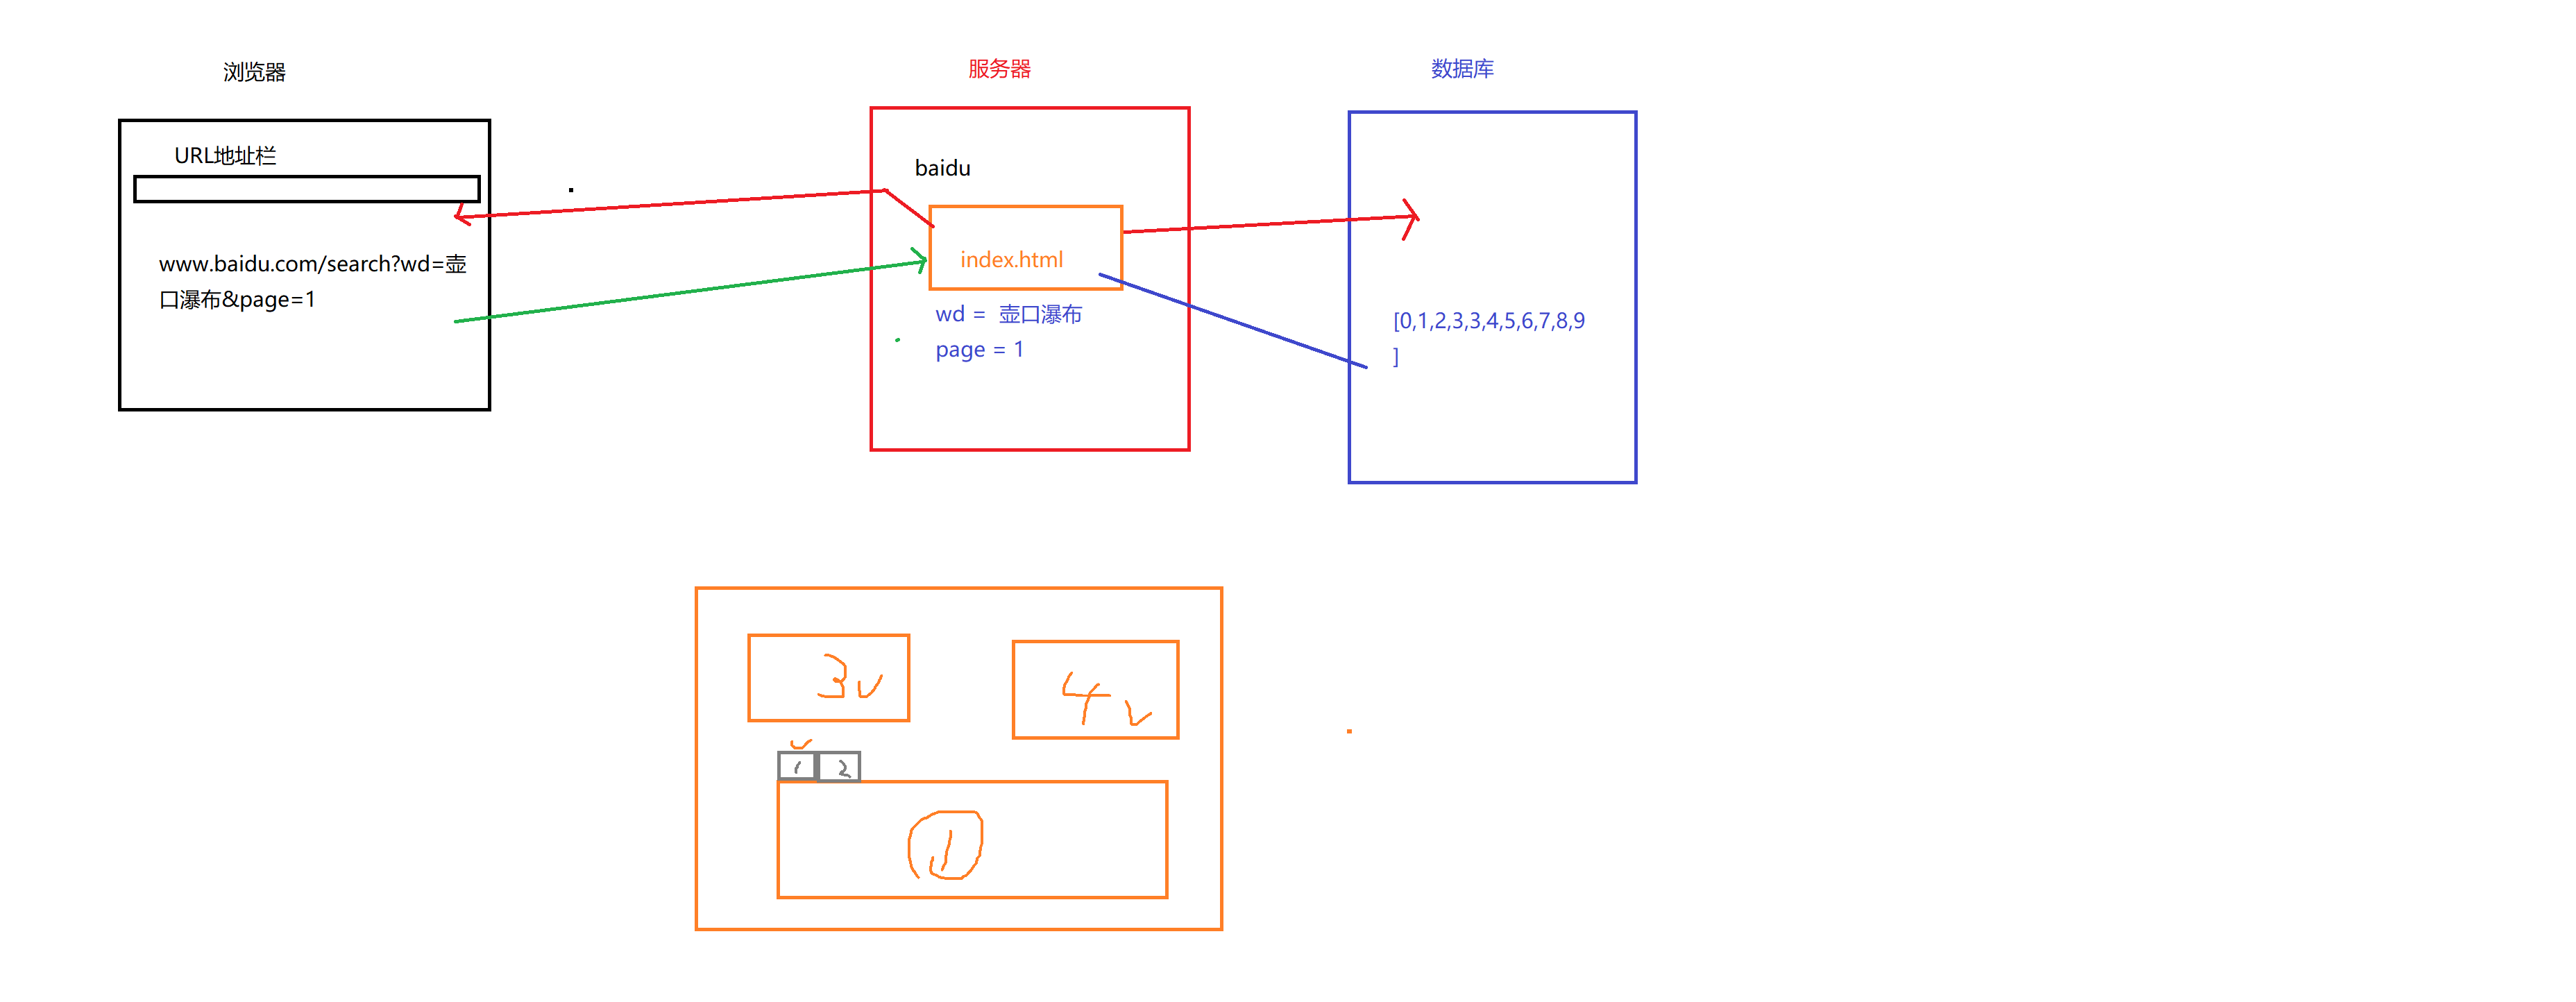 浏览器
服务器
数据库
URL地址栏
www.baidu.com/search?wd=壶
口瀑布&page=1
baidu
index.html
wd =  壶口瀑布
page = 1
[0,1,2,3,3,4,5,6,7,8,9
]
3v
4v
1 2
1